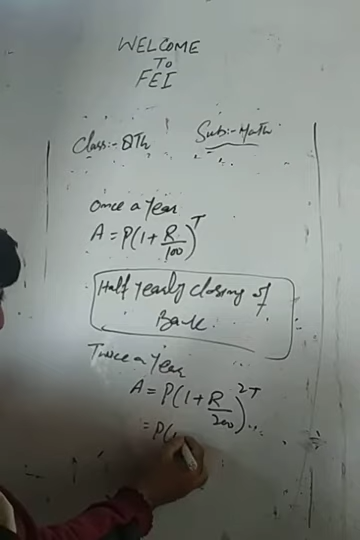 WELCOME
TO
FEI
Class:- 8th Sub:- Math
Once a Year
A = P(1 + R/100)^T
Half yearly closing of
Bank.
Twice a Year
A = P(1 + R/200)^2T
= P(1